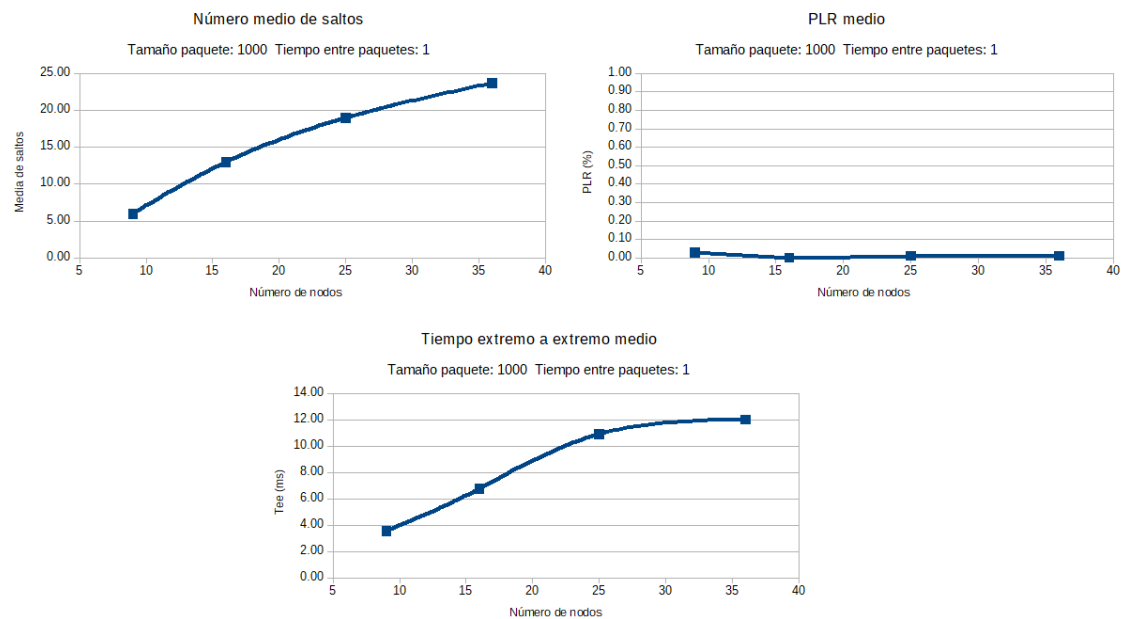 Número medio de saltos
Tamaño paquete: 1000  Tiempo entre paquetes: 1
25.00
20.00
15.00
10.00
5.00
0.00
Media de saltos
5 10 15 20 25 30 35 40
Número de nodos
PLR medio
Tamaño paquete: 1000  Tiempo entre paquetes: 1
1.00
0.90
0.80
0.70
0.60
0.50
0.40
0.30
0.20
0.10
0.00
PLR (%)
5 10 15 20 25 30 35 40
Número de nodos
Tiempo extremo a extremo medio
Tamaño paquete: 1000  Tiempo entre paquetes: 1
14.00
12.00
10.00
8.00
6.00
4.00
2.00
0.00
Tee (ms)
5 10 15 20 25 30 35 40
Número de nodos